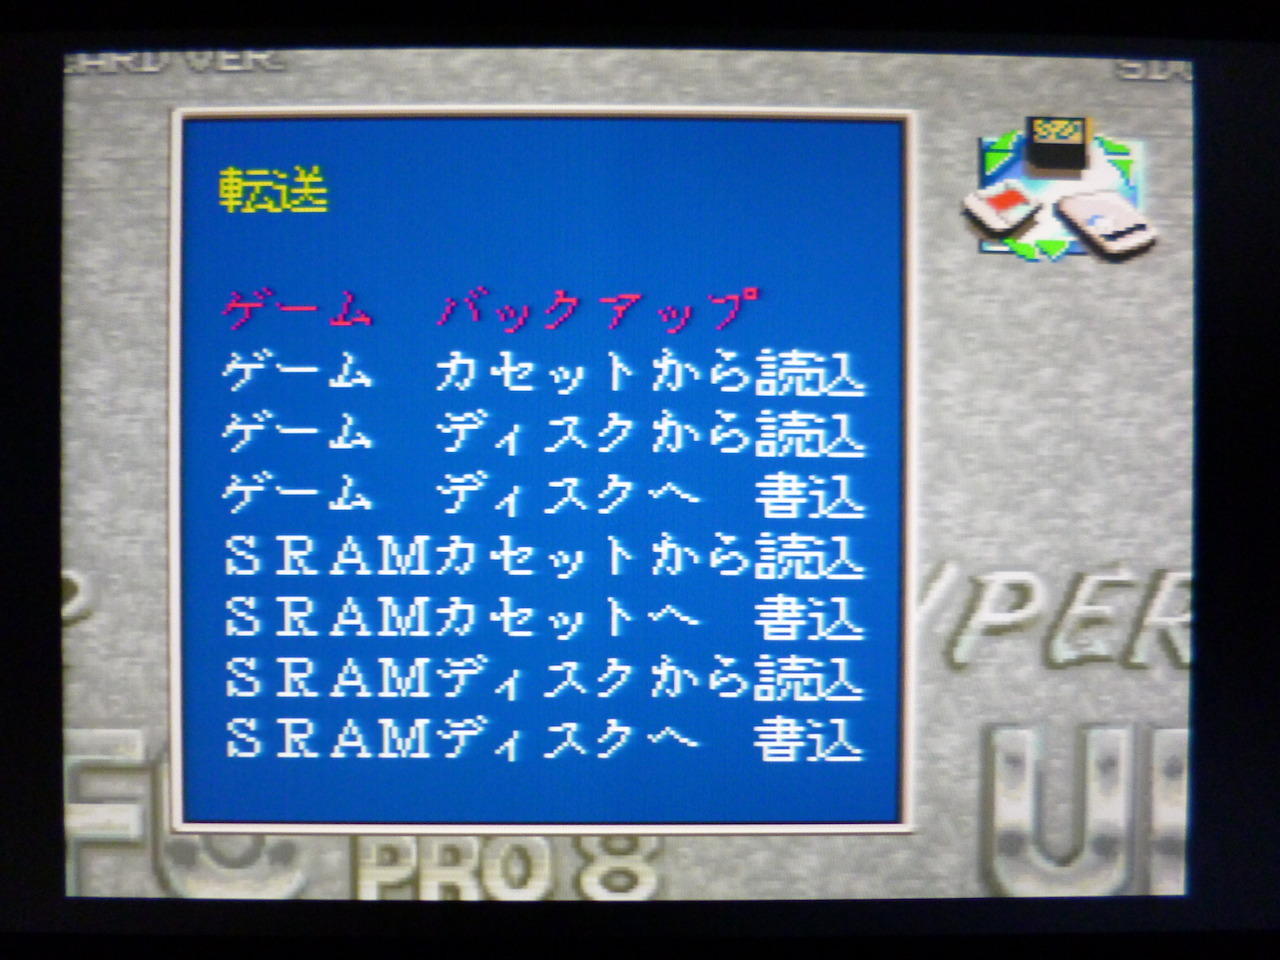 転送
ゲーム　バックアップ
ゲーム　カセットから読込
ゲーム　ディスクから読込
ゲーム　ディスクへ　書込
ＳＲＡＭカセットから読込
ＳＲＡＭカセットへ　書込
ＳＲＡＭディスクから読込
ＳＲＡＭディスクへ　書込
PRO 8